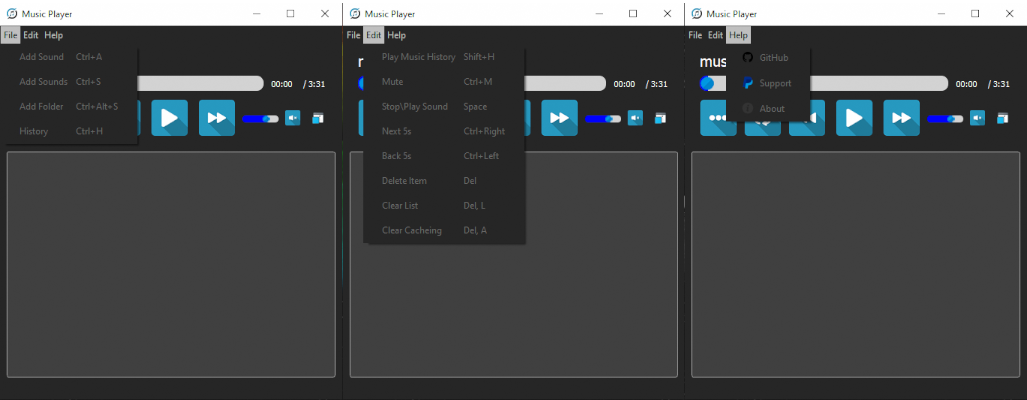 Music Player
File Edit Help
Add Sound Ctrl+A
Add Sounds Ctrl+S
Add Folder Ctrl+Alt+S
History Ctrl+H
00:00 / 3:31
Music Player
File Edit Help
Play Music History Shift+H
Mute Ctrl+M
Stop\Play Sound Space
Next 5s Ctrl+Right
Back 5s Ctrl+Left
Delete Item Del
Clear List Del, L
Clear Cacheing Del, A
00:00 / 3:31
Music Player
File Edit Help
GitHub
Support
About
mus
00:00 / 3:31